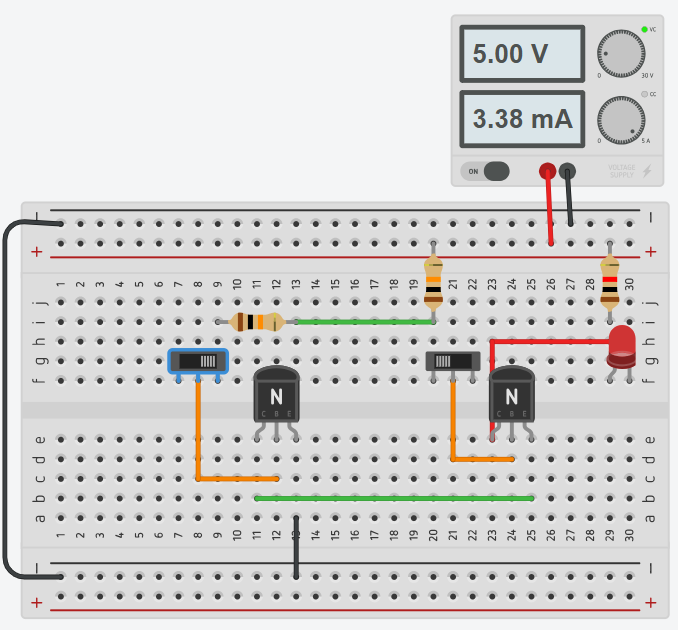 5.00 V
VC
0 30 V
3.38 mA
CC
0 5 A
ON
VOLTAGE
SUPPLY
— —
+ +
1 2 3 4 5 6 7 8 9 10 11 12 13 14 15 16 17 18 19 20 21 22 23 24 25 26 27 28 29 30
j j
i i
h h
g g
f f
N N
C B E C B E
e e
d d
c c
b b
a a
1 2 3 4 5 6 7 8 9 10 11 12 13 14 15 16 17 18 19 20 21 22 23 24 25 26 27 28 29 30
— —
+ +